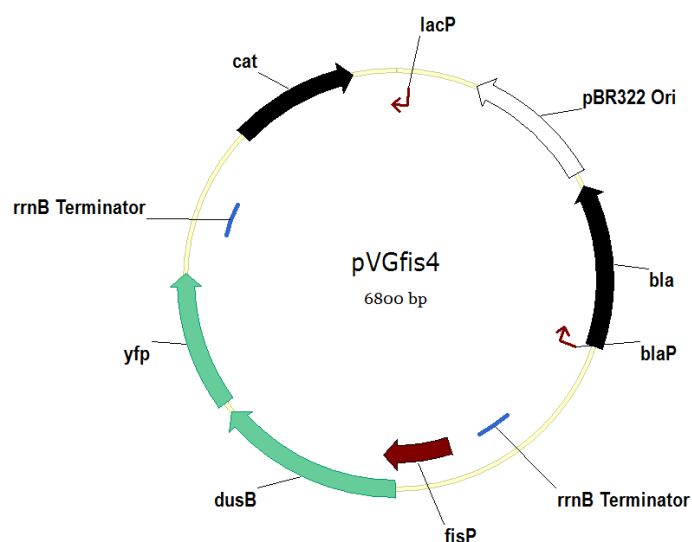 lacP
cat
pBR322 Ori
rrnB Terminator
pVGfis4
6800 bp
bla
blaP
yfp
rrnB Terminator
dusB
fisP